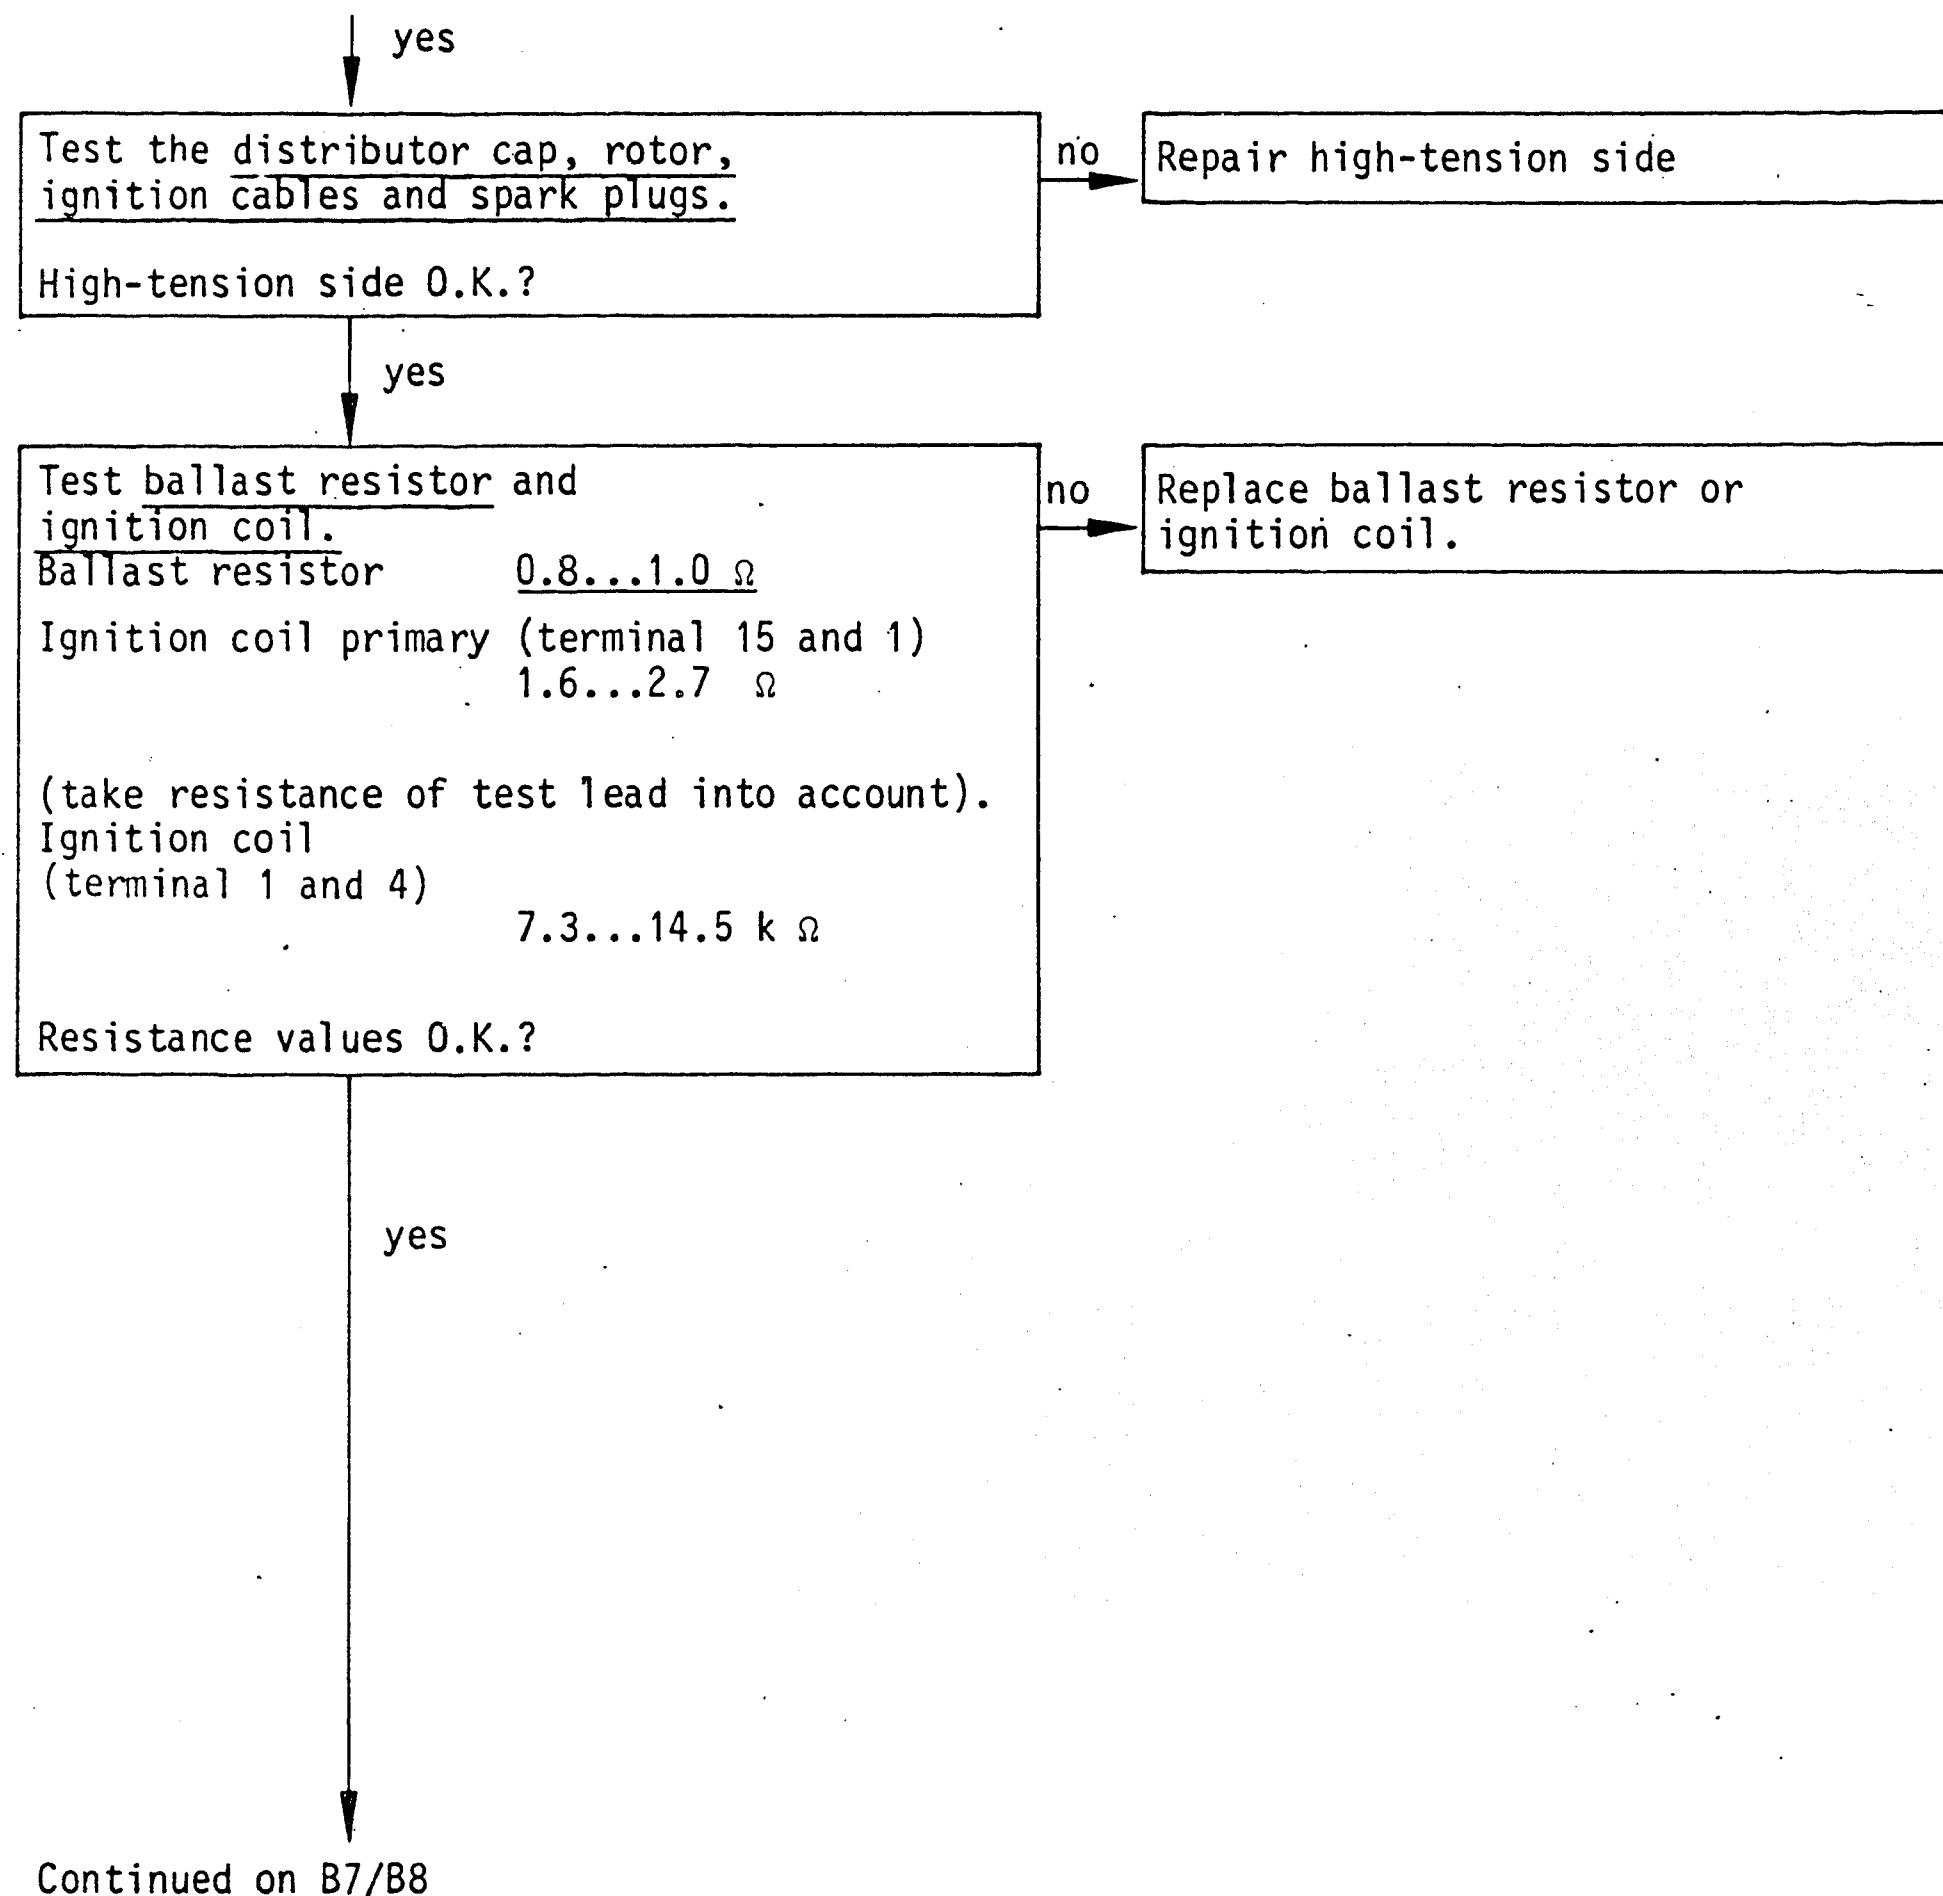 yes
Test the distributor cap, rotor,
ignition cables and spark plugs.
High-tension side O.K.?
no
Repair high-tension side
yes
Test ballast resistor and
ignition coil.
Ballast resistor 0.8...1.0 Ω
Ignition coil primary (terminal 15 and 1)
1.6...2.7 Ω
(take resistance of test lead into account).
Ignition coil
(terminal 1 and 4)
7.3...14.5 k Ω
Resistance values O.K.?
no
Replace ballast resistor or
ignition coil.
yes
Continued on B7/B8